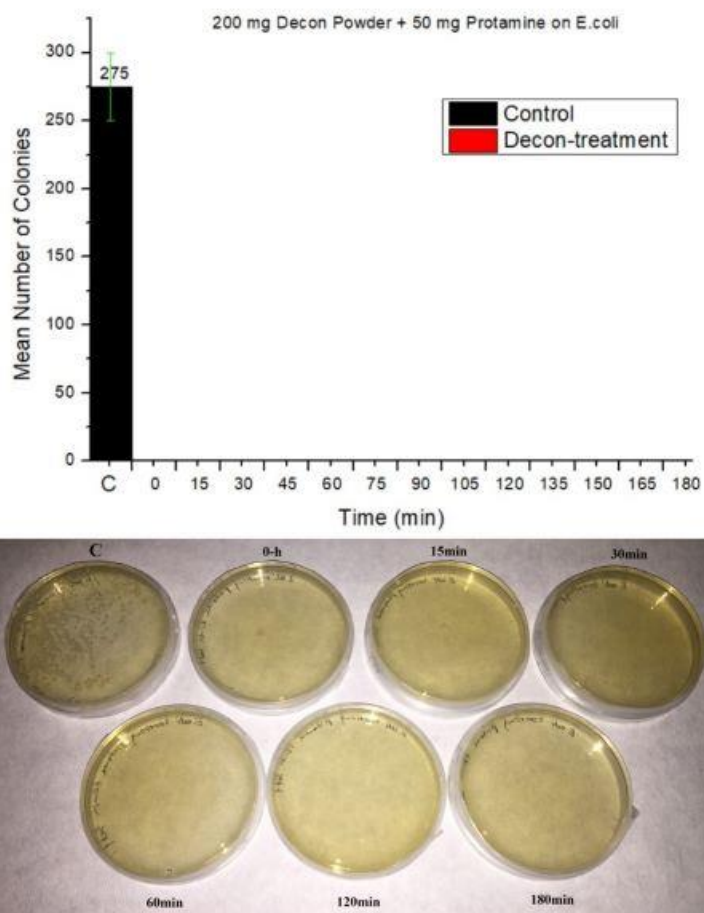 200 mg Decon Powder + 50 mg Protamine on E.coli
300
275
250
200
150
100
50
0
Mean Number of Colonies
Control
Decon-treatment
C 0 15 30 45 60 75 90 105 120 135 150 165 180
Time (min)
C 0-h 15min 30min
60min 120min 180min